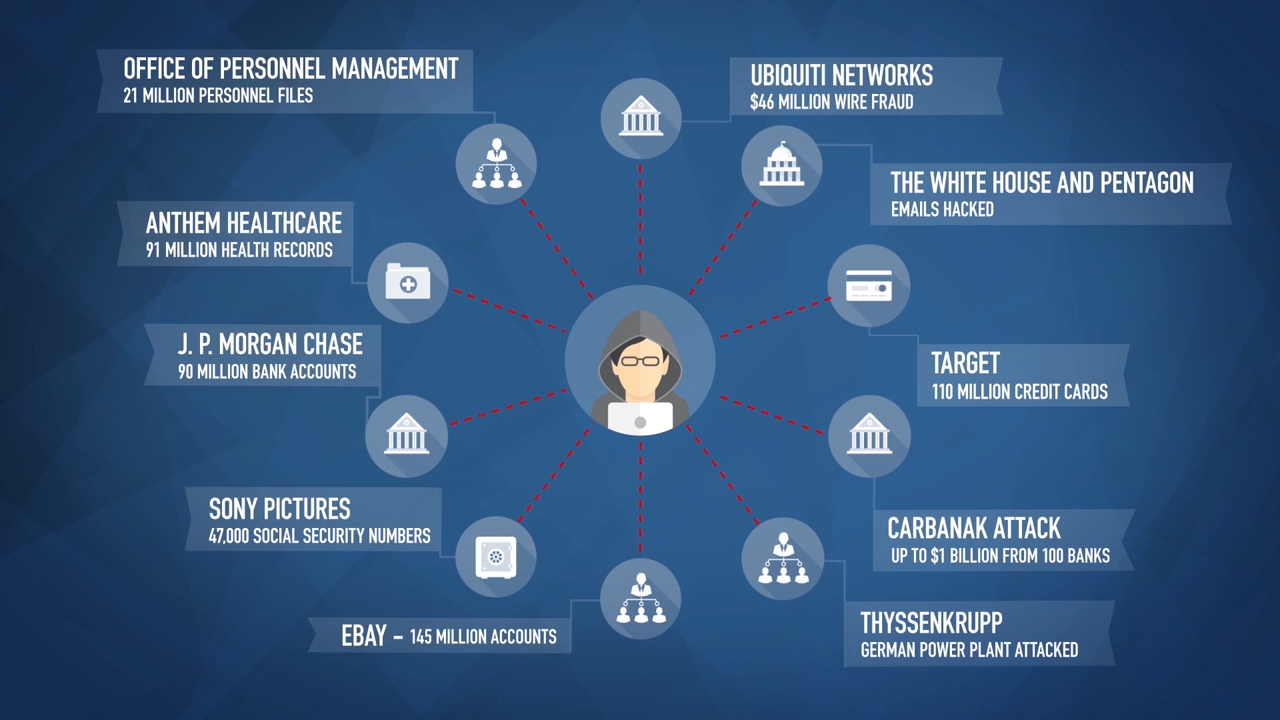 OFFICE OF PERSONNEL MANAGEMENT
21 MILLION PERSONNEL FILES
UBIQUITI NETWORKS
$46 MILLION WIRE FRAUD
THE WHITE HOUSE AND PENTAGON
EMAILS HACKED
ANTHEM HEALTHCARE
91 MILLION HEALTH RECORDS
J. P. MORGAN CHASE
90 MILLION BANK ACCOUNTS
TARGET
110 MILLION CREDIT CARDS
SONY PICTURES
47,000 SOCIAL SECURITY NUMBERS
CARBANAK ATTACK
UP TO $1 BILLION FROM 100 BANKS
EBAY – 145 MILLION ACCOUNTS
THYSSENKRUPP
GERMAN POWER PLANT ATTACKED